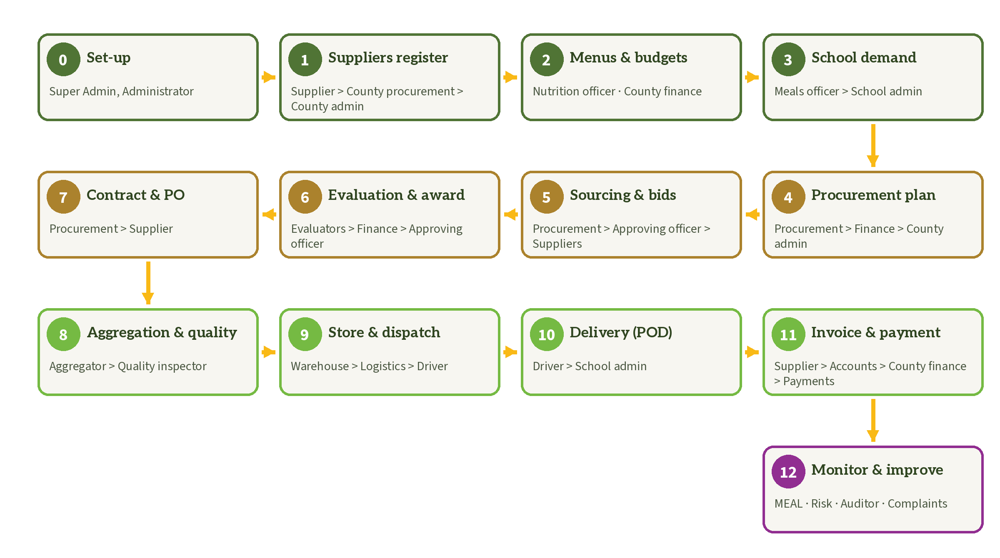 0 Set-up
Super Admin, Administrator
1 Suppliers register
Supplier > County procurement >
County admin
2 Menus & budgets
Nutrition officer · County finance
3 School demand
Meals officer > School admin
4 Procurement plan
Procurement > Finance > County
admin
5 Sourcing & bids
Procurement > Approving officer >
Suppliers
6 Evaluation & award
Evaluators > Finance > Approving
officer
7 Contract & PO
Procurement > Supplier
8 Aggregation & quality
Aggregator > Quality inspector
9 Store & dispatch
Warehouse > Logistics > Driver
10 Delivery (POD)
Driver > School admin
11 Invoice & payment
Supplier > Accounts > County finance
> Payments
12 Monitor & improve
MEAL · Risk · Auditor · Complaints